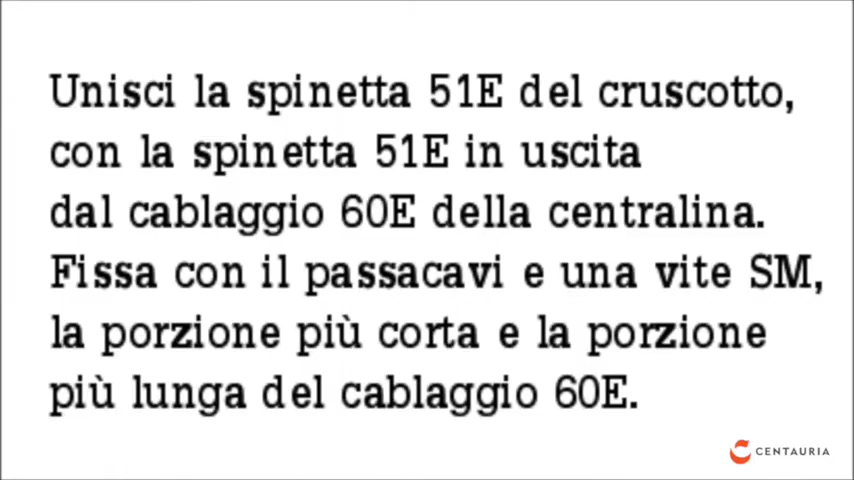 Unisci la spinetta 51E del cruscotto,
con la spinetta 51E in uscita
dal cablaggio 60E della centralina.
Fissa con il passacavi e una vite SM,
la porzione più corta e la porzione
più lunga del cablaggio 60E.
CENTAURIA